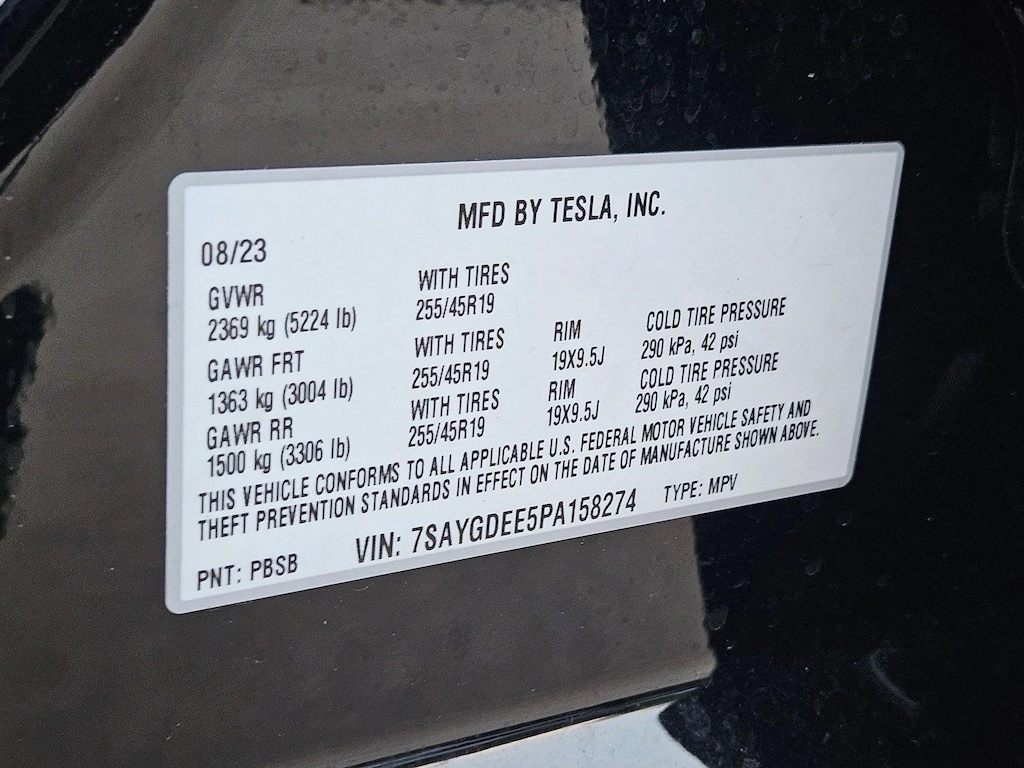 MFD BY TESLA, INC.
08/23
GVWR
2369 kg (5224 lb)
WITH TIRES
255/45R19
GAWR FRT
1363 kg (3004 lb)
WITH TIRES
255/45R19
RIM
19X9.5J
COLD TIRE PRESSURE
290 kPa, 42 psi
GAWR RR
1500 kg (3306 lb)
WITH TIRES
255/45R19
RIM
19X9.5J
COLD TIRE PRESSURE
290 kPa, 42 psi
THIS VEHICLE CONFORMS TO ALL APPLICABLE U.S. FEDERAL MOTOR VEHICLE SAFETY AND
THEFT PREVENTION STANDARDS IN EFFECT ON THE DATE OF MANUFACTURE SHOWN ABOVE.
PNT: PBSB
VIN: 7SAYGDEE5PA158274
TYPE: MPV